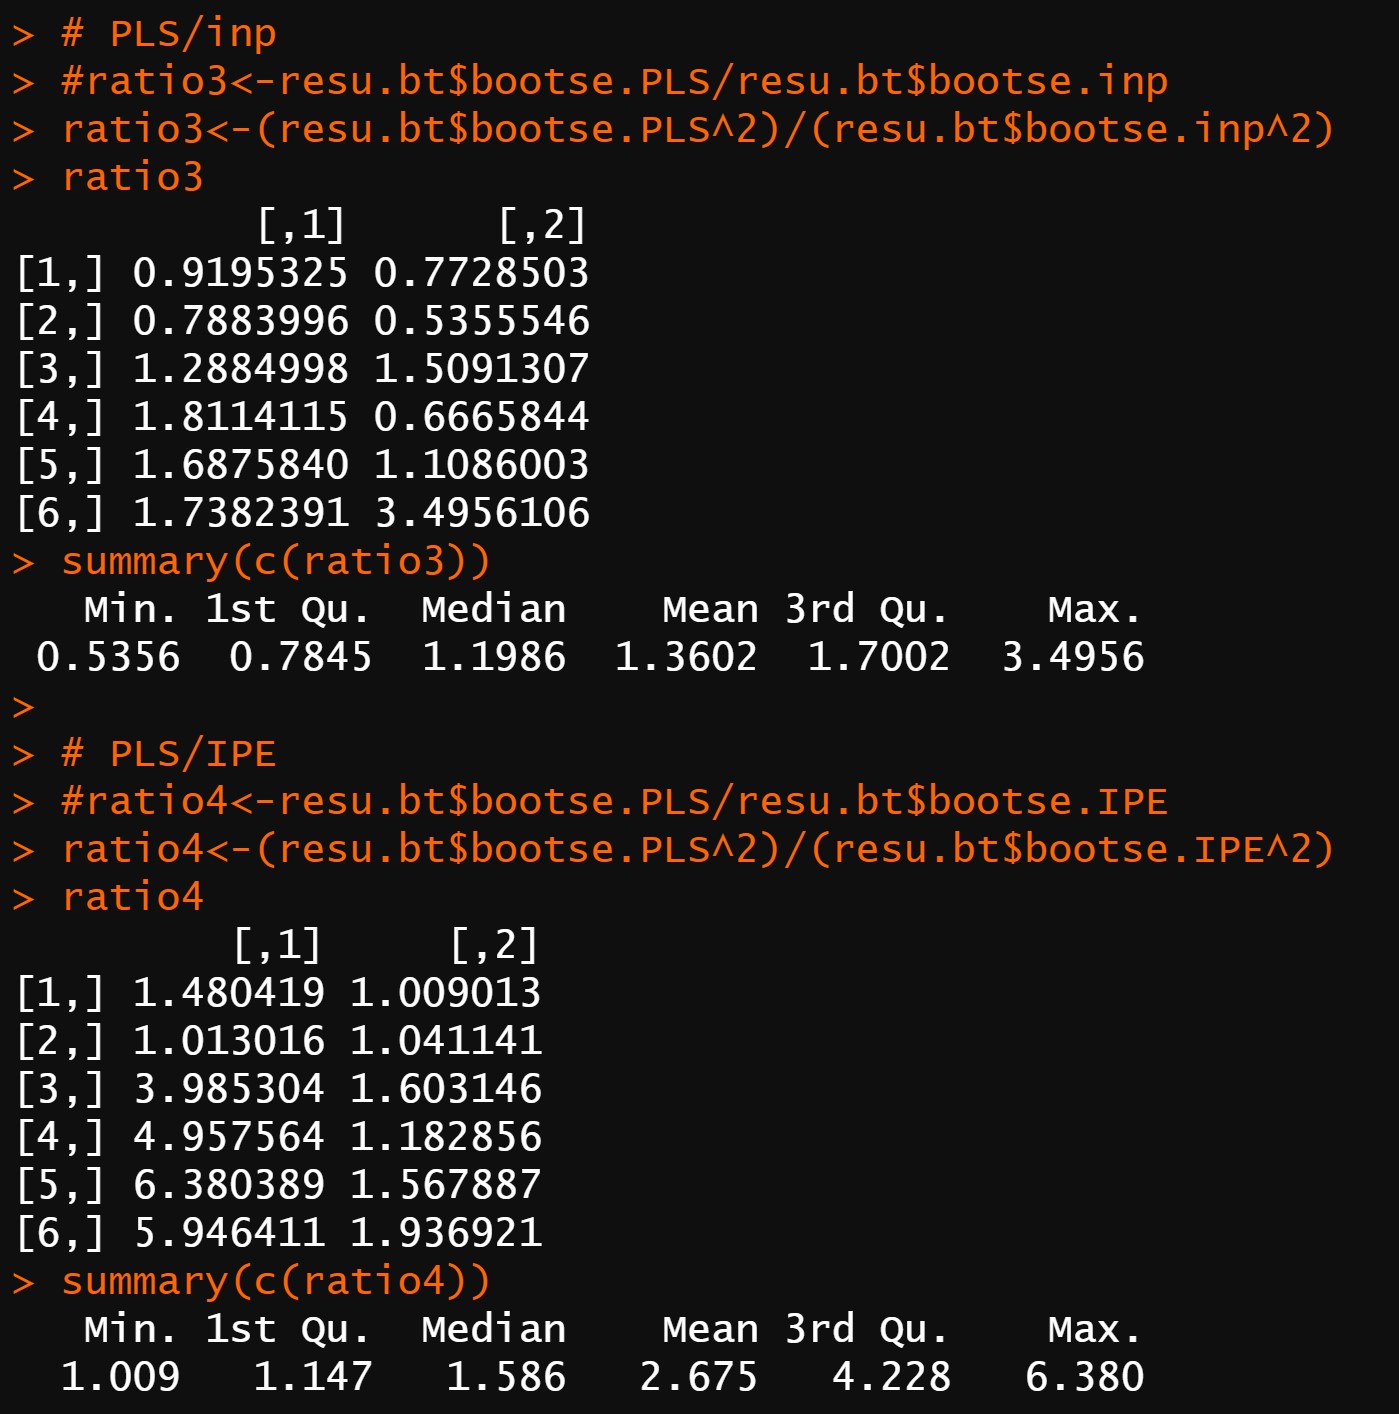 > # PLS/inp
> #ratio3<-resu.bt$bootse.PLS/resu.bt$bootse.inp
> ratio3<-(resu.bt$bootse.PLS^2)/(resu.bt$bootse.inp^2)
> ratio3
[,1] [,2]
[1,] 0.9195325 0.7728503
[2,] 0.7883996 0.5355546
[3,] 1.2884998 1.5091307
[4,] 1.8114115 0.6665844
[5,] 1.6875840 1.1086003
[6,] 1.7382391 3.4956106
> summary(c(ratio3))
Min. 1st Qu. Median Mean 3rd Qu. Max.
0.5356 0.7845 1.1986 1.3602 1.7002 3.4956
>
> # PLS/IPE
> #ratio4<-resu.bt$bootse.PLS/resu.bt$bootse.IPE
> ratio4<-(resu.bt$bootse.PLS^2)/(resu.bt$bootse.IPE^2)
> ratio4
[,1] [,2]
[1,] 1.480419 1.009013
[2,] 1.013016 1.041141
[3,] 3.985304 1.603146
[4,] 4.957564 1.182856
[5,] 6.380389 1.567887
[6,] 5.946411 1.936921
> summary(c(ratio4))
Min. 1st Qu. Median Mean 3rd Qu. Max.
1.009 1.147 1.586 2.675 4.228 6.380